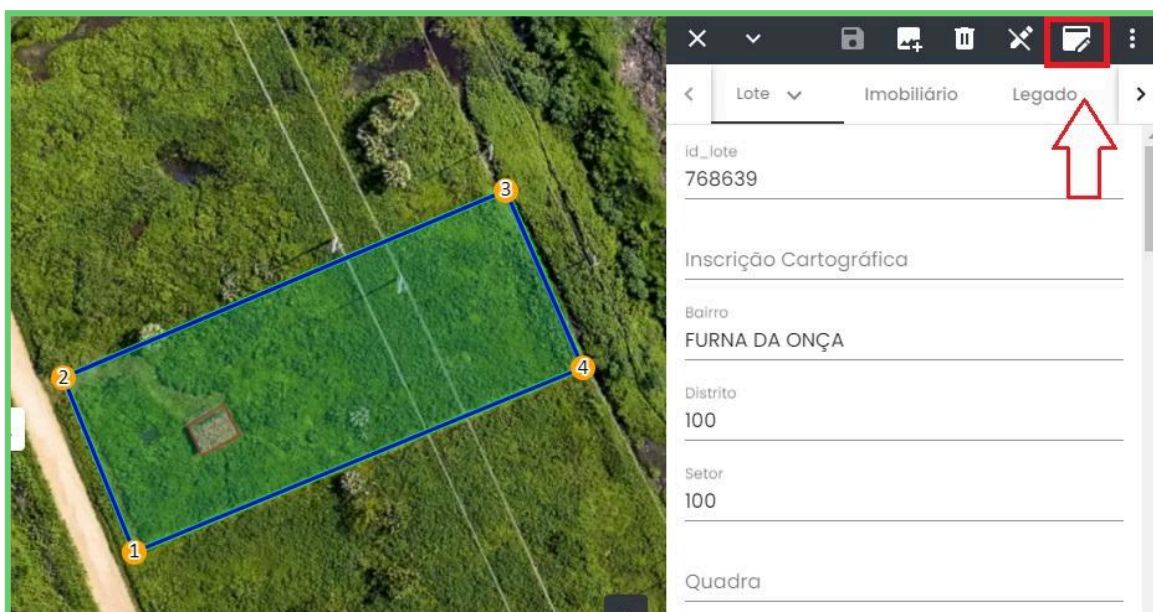 Lote
Imobiliário
Legado
id_lote
768639
3
Inscrição Cartográfica
Bairro
FURNA DA ONÇA
4
2
Distrito
100
Setor
100
1
Quadra